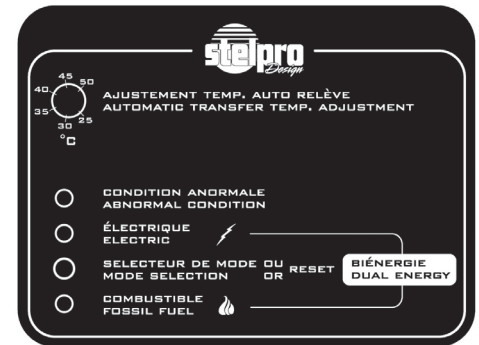 stelpro
Design
45
40 50
35 25
30
°C
AJUSTEMENT TEMP. AUTO RELÈVE
AUTOMATIC TRANSFER TEMP. ADJUSTMENT
CONDITION ANORMALE
ABNORMAL CONDITION
ÉLECTRIQUE
ELECTRIC
SELECTEUR DE MODE OU RESET
MODE SELECTION OR
BIÉNERGIE
DUAL ENERGY
COMBUSTIBLE
FOSSIL FUEL